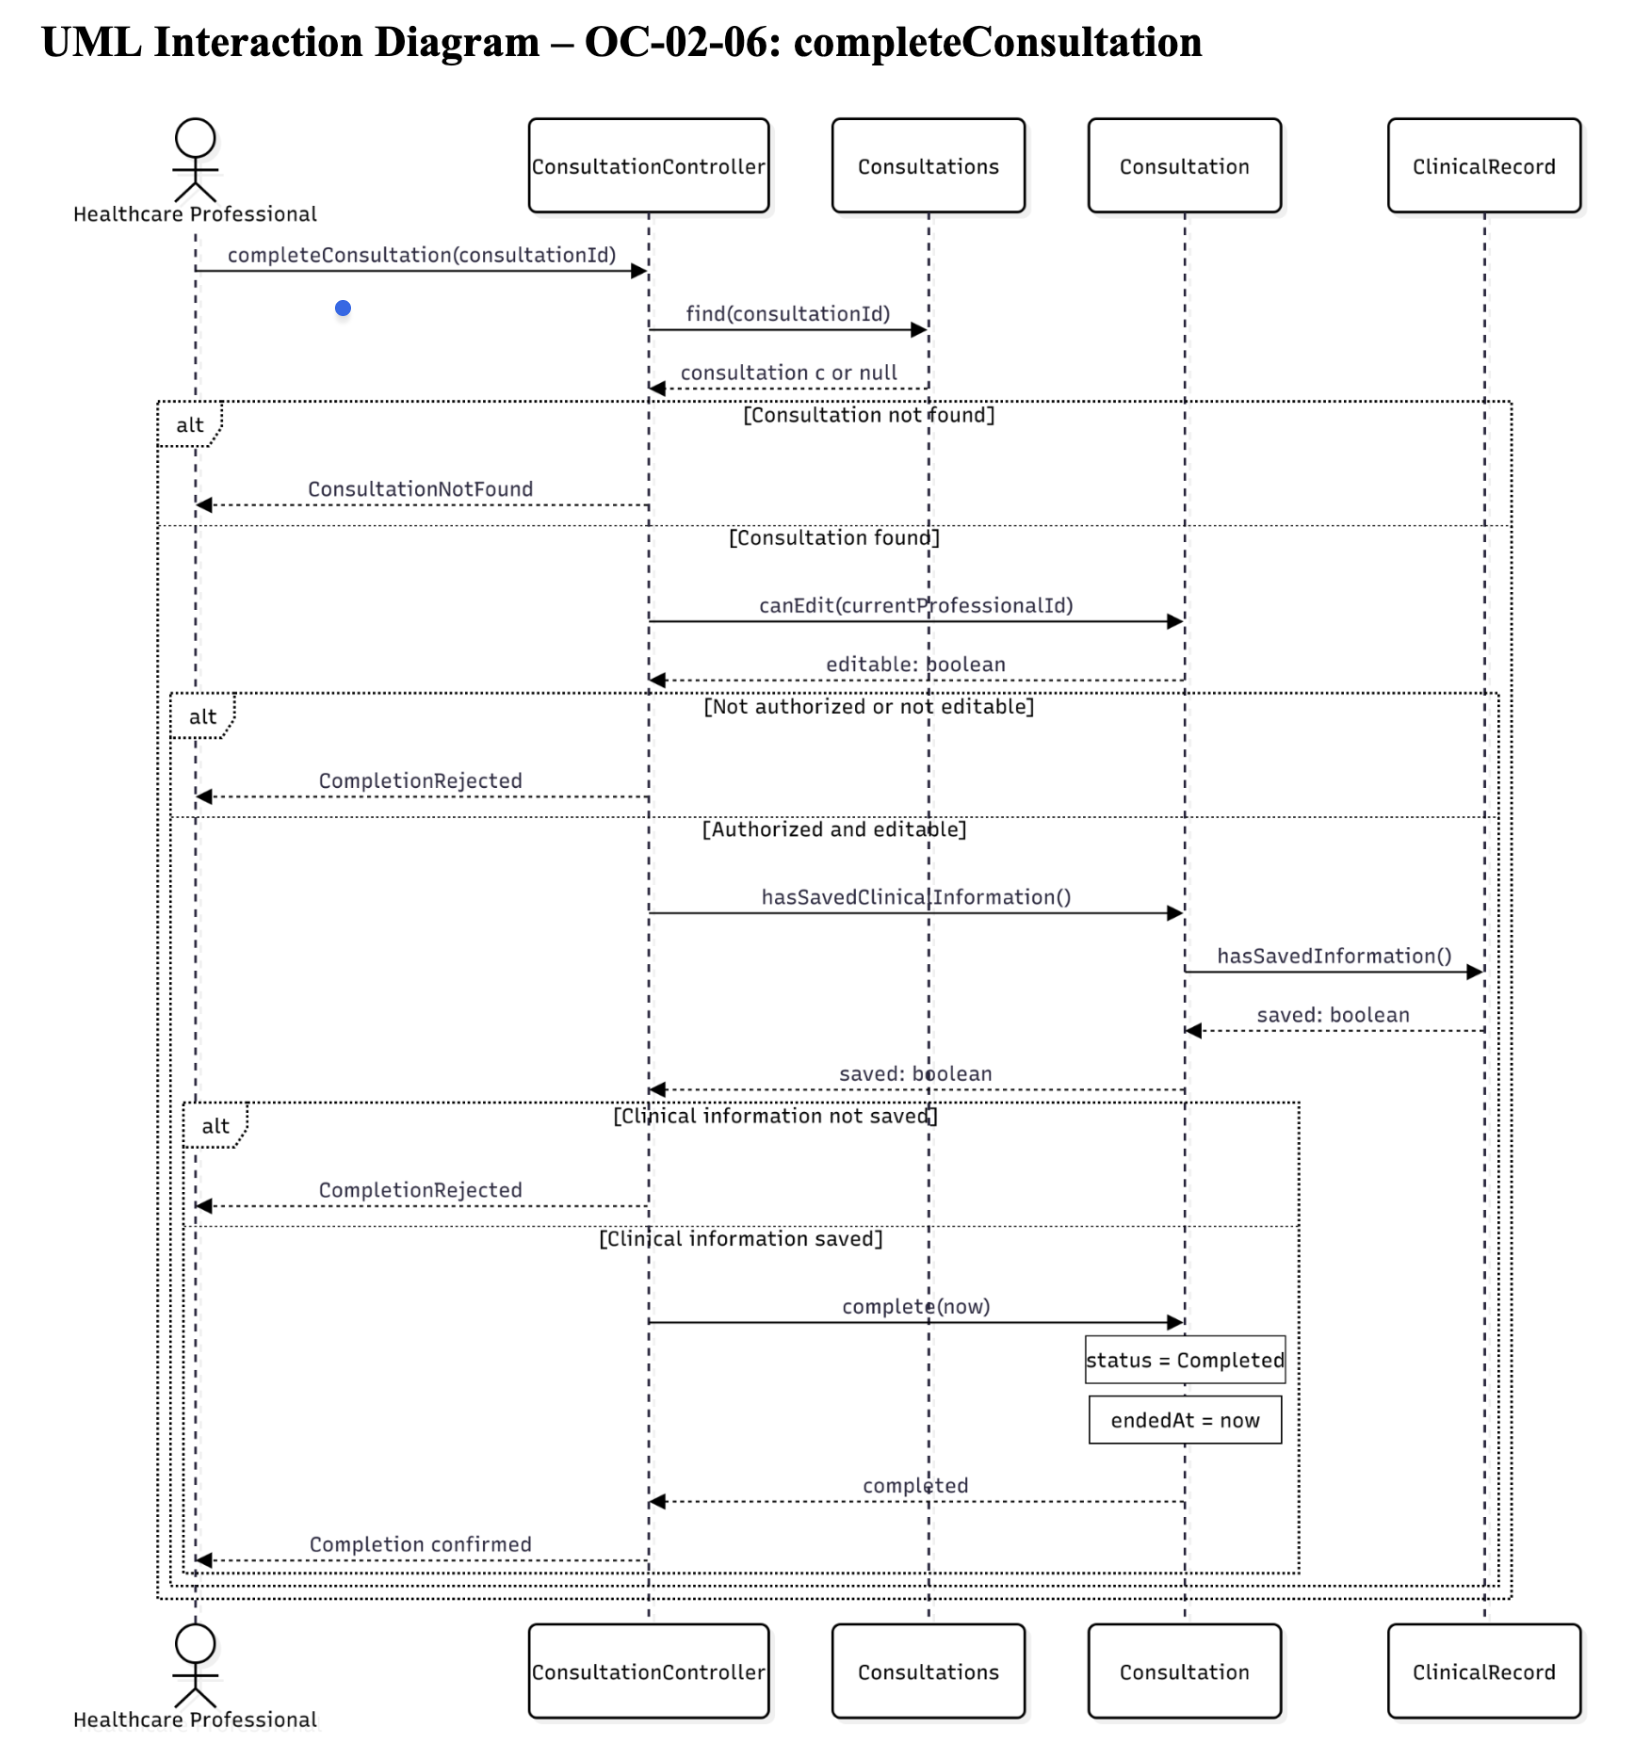 UML Interaction Diagram – OC-02-06: completeConsultation
Healthcare Professional
ConsultationController
Consultations
Consultation
ClinicalRecord
completeConsultation(consultationId)
find(consultationId)
consultation c or null
alt
[Consultation not found]
ConsultationNotFound
[Consultation found]
canEdit(currentProfessionalId)
editable: boolean
alt
[Not authorized or not editable]
CompletionRejected
[Authorized and editable]
hasSavedClinicalInformation()
hasSavedInformation()
saved: boolean
saved: boolean
alt
[Clinical information not saved]
CompletionRejected
[Clinical information saved]
complete(now)
status = Completed
endedAt = now
completed
Completion confirmed
Healthcare Professional
ConsultationController
Consultations
Consultation
ClinicalRecord